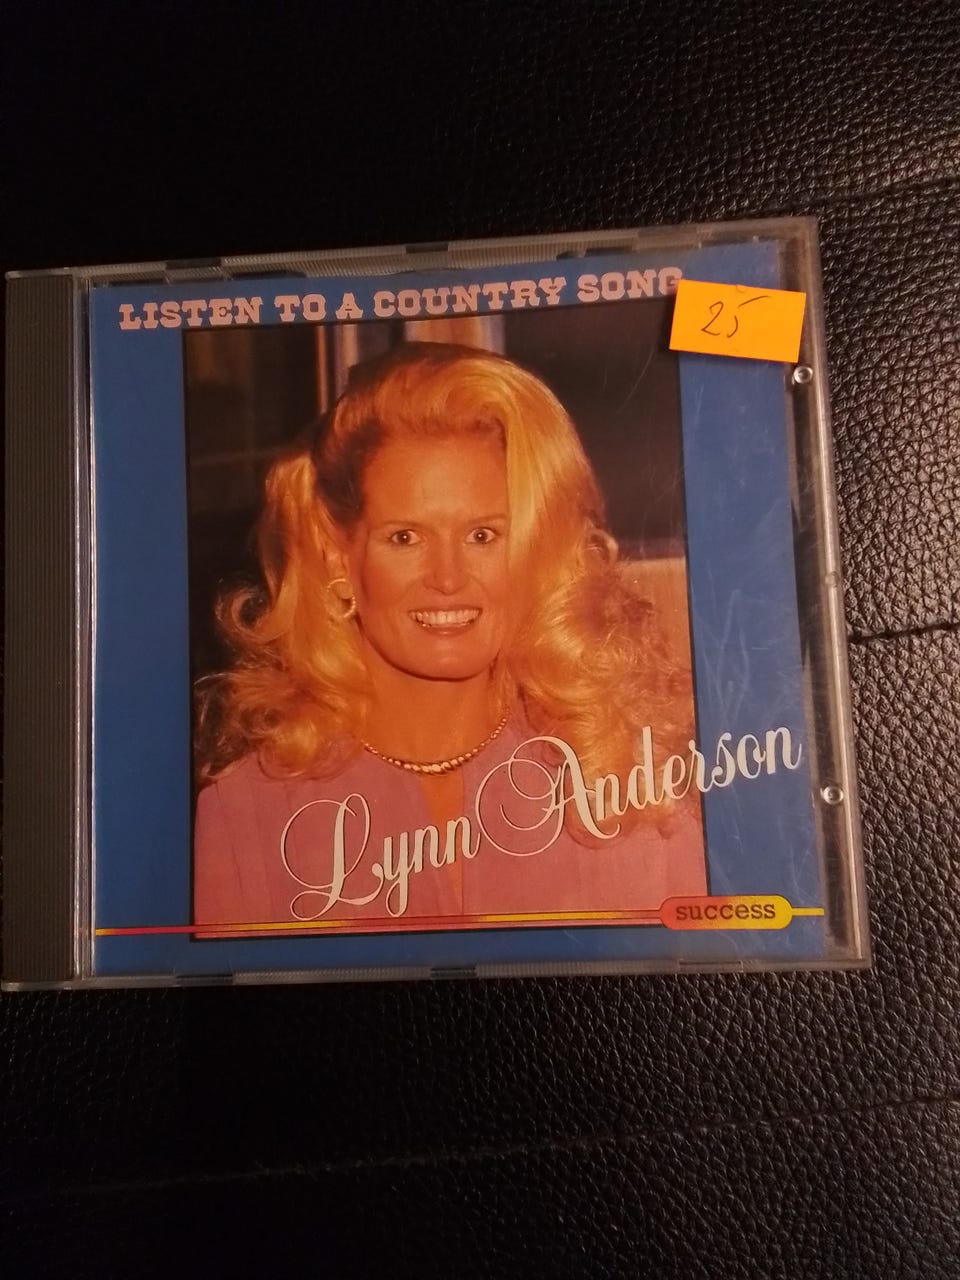 LISTEN TO A COUNTRY SONG
25
Lynn Anderson
success